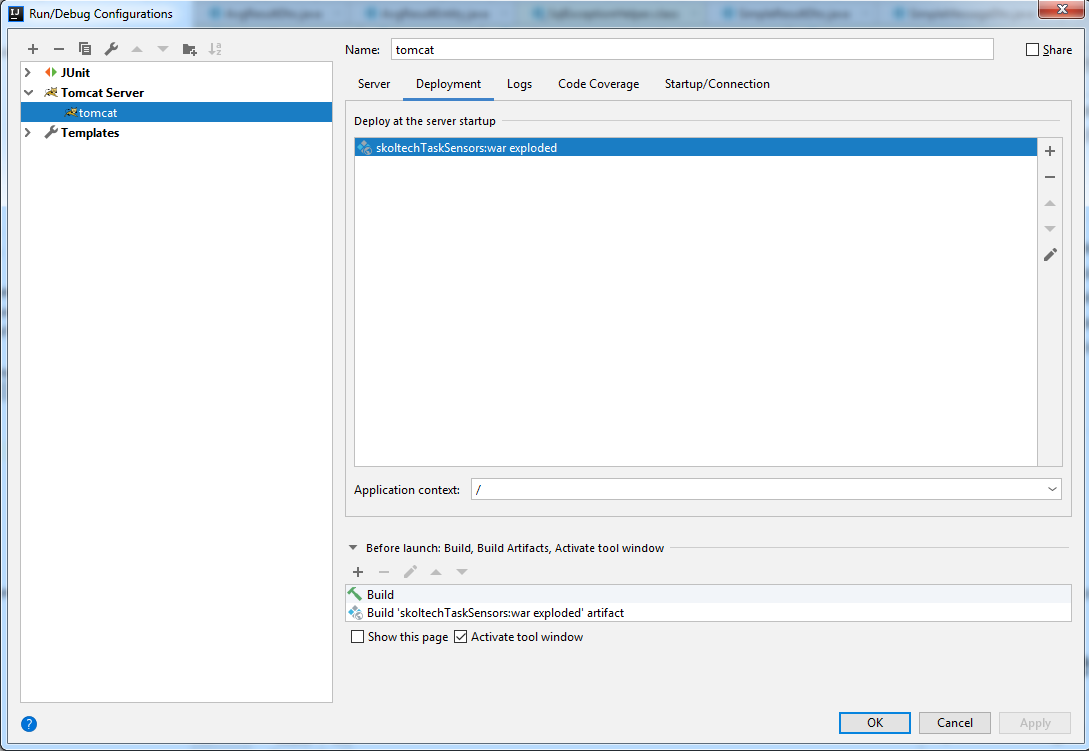 Run/Debug Configurations
Name: tomcat Share
JUnit
Tomcat Server
tomcat
Templates
Server Deployment Logs Code Coverage Startup/Connection
Deploy at the server startup
skoltechTaskSensors:war exploded
Application context: /
Before launch: Build, Build Artifacts, Activate tool window
Build
Build 'skoltechTaskSensors:war exploded' artifact
Show this page Activate tool window
? OK Cancel Apply